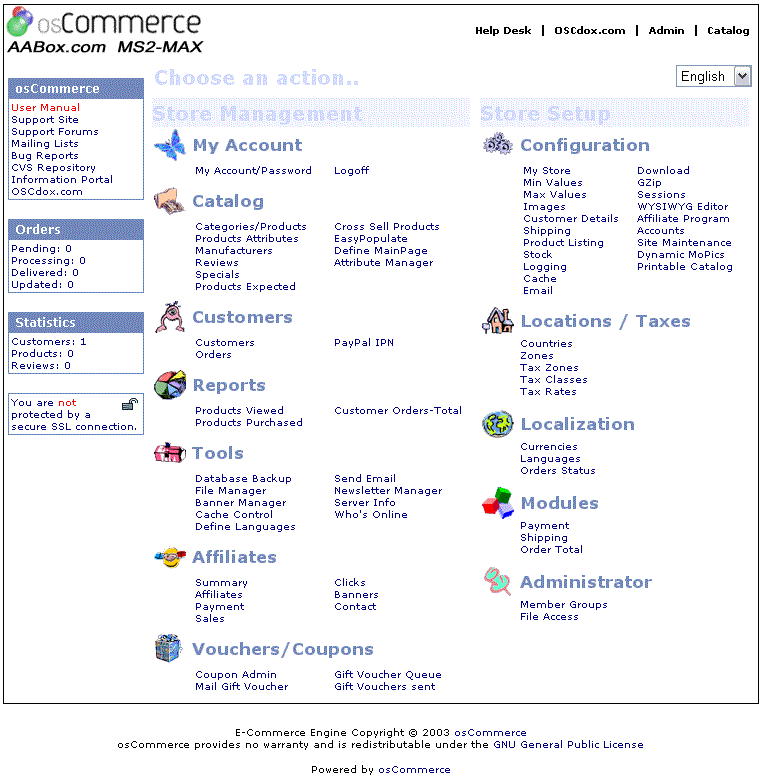 osCommerce
AABox.com MS2-MAX
Help Desk | OSCdox.com | Admin | Catalog
osCommerce
User Manual
Support Site
Support Forums
Mailing Lists
Bug Reports
CVS Repository
Information Portal
OSCdox.com
Orders
Pending: 0
Processing: 0
Delivered: 0
Updated: 0
Statistics
Customers: 1
Products: 0
Reviews: 0
You are not
protected by a
secure SSL connection.
Choose an action..
English
Store Management
My Account
My Account/Password Logoff
Catalog
Categories/Products Cross Sell Products
Products Attributes EasyPopulate
Manufacturers Define MainPage
Reviews Attribute Manager
Specials
Products Expected
Customers
Customers PayPal IPN
Orders
Reports
Products Viewed Customer Orders-Total
Products Purchased
Tools
Database Backup Send Email
File Manager Newsletter Manager
Banner Manager Server Info
Cache Control Who's Online
Define Languages
Affiliates
Summary Clicks
Affiliates Banners
Payment Contact
Sales
Vouchers/Coupons
Coupon Admin Gift Voucher Queue
Mail Gift Voucher Gift Vouchers sent
Store Setup
Configuration
My Store Download
Min Values GZip
Max Values Sessions
Images WYSIWYG Editor
Customer Details Affiliate Program
Shipping Accounts
Product Listing Site Maintenance
Stock Dynamic MoPics
Logging Printable Catalog
Cache
Email
Locations / Taxes
Countries
Zones
Tax Zones
Tax Classes
Tax Rates
Localization
Currencies
Languages
Orders Status
Modules
Payment
Shipping
Order Total
Administrator
Member Groups
File Access
E-Commerce Engine Copyright © 2003 osCommerce
osCommerce provides no warranty and is redistributable under the GNU General Public License
Powered by osCommerce